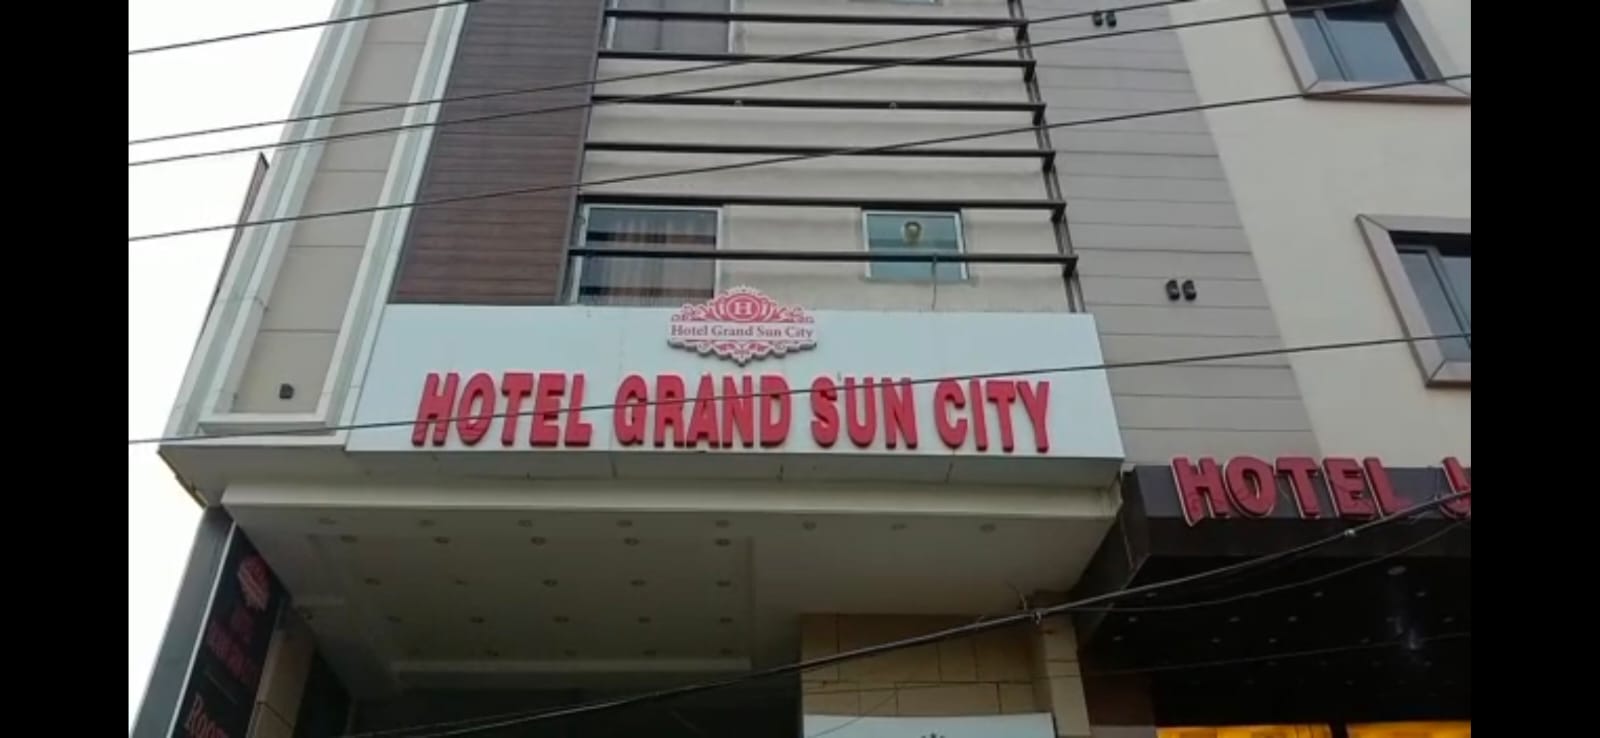 H
Hotel Grand Sun City
HOTEL GRAND SUN CITY
HOTEL